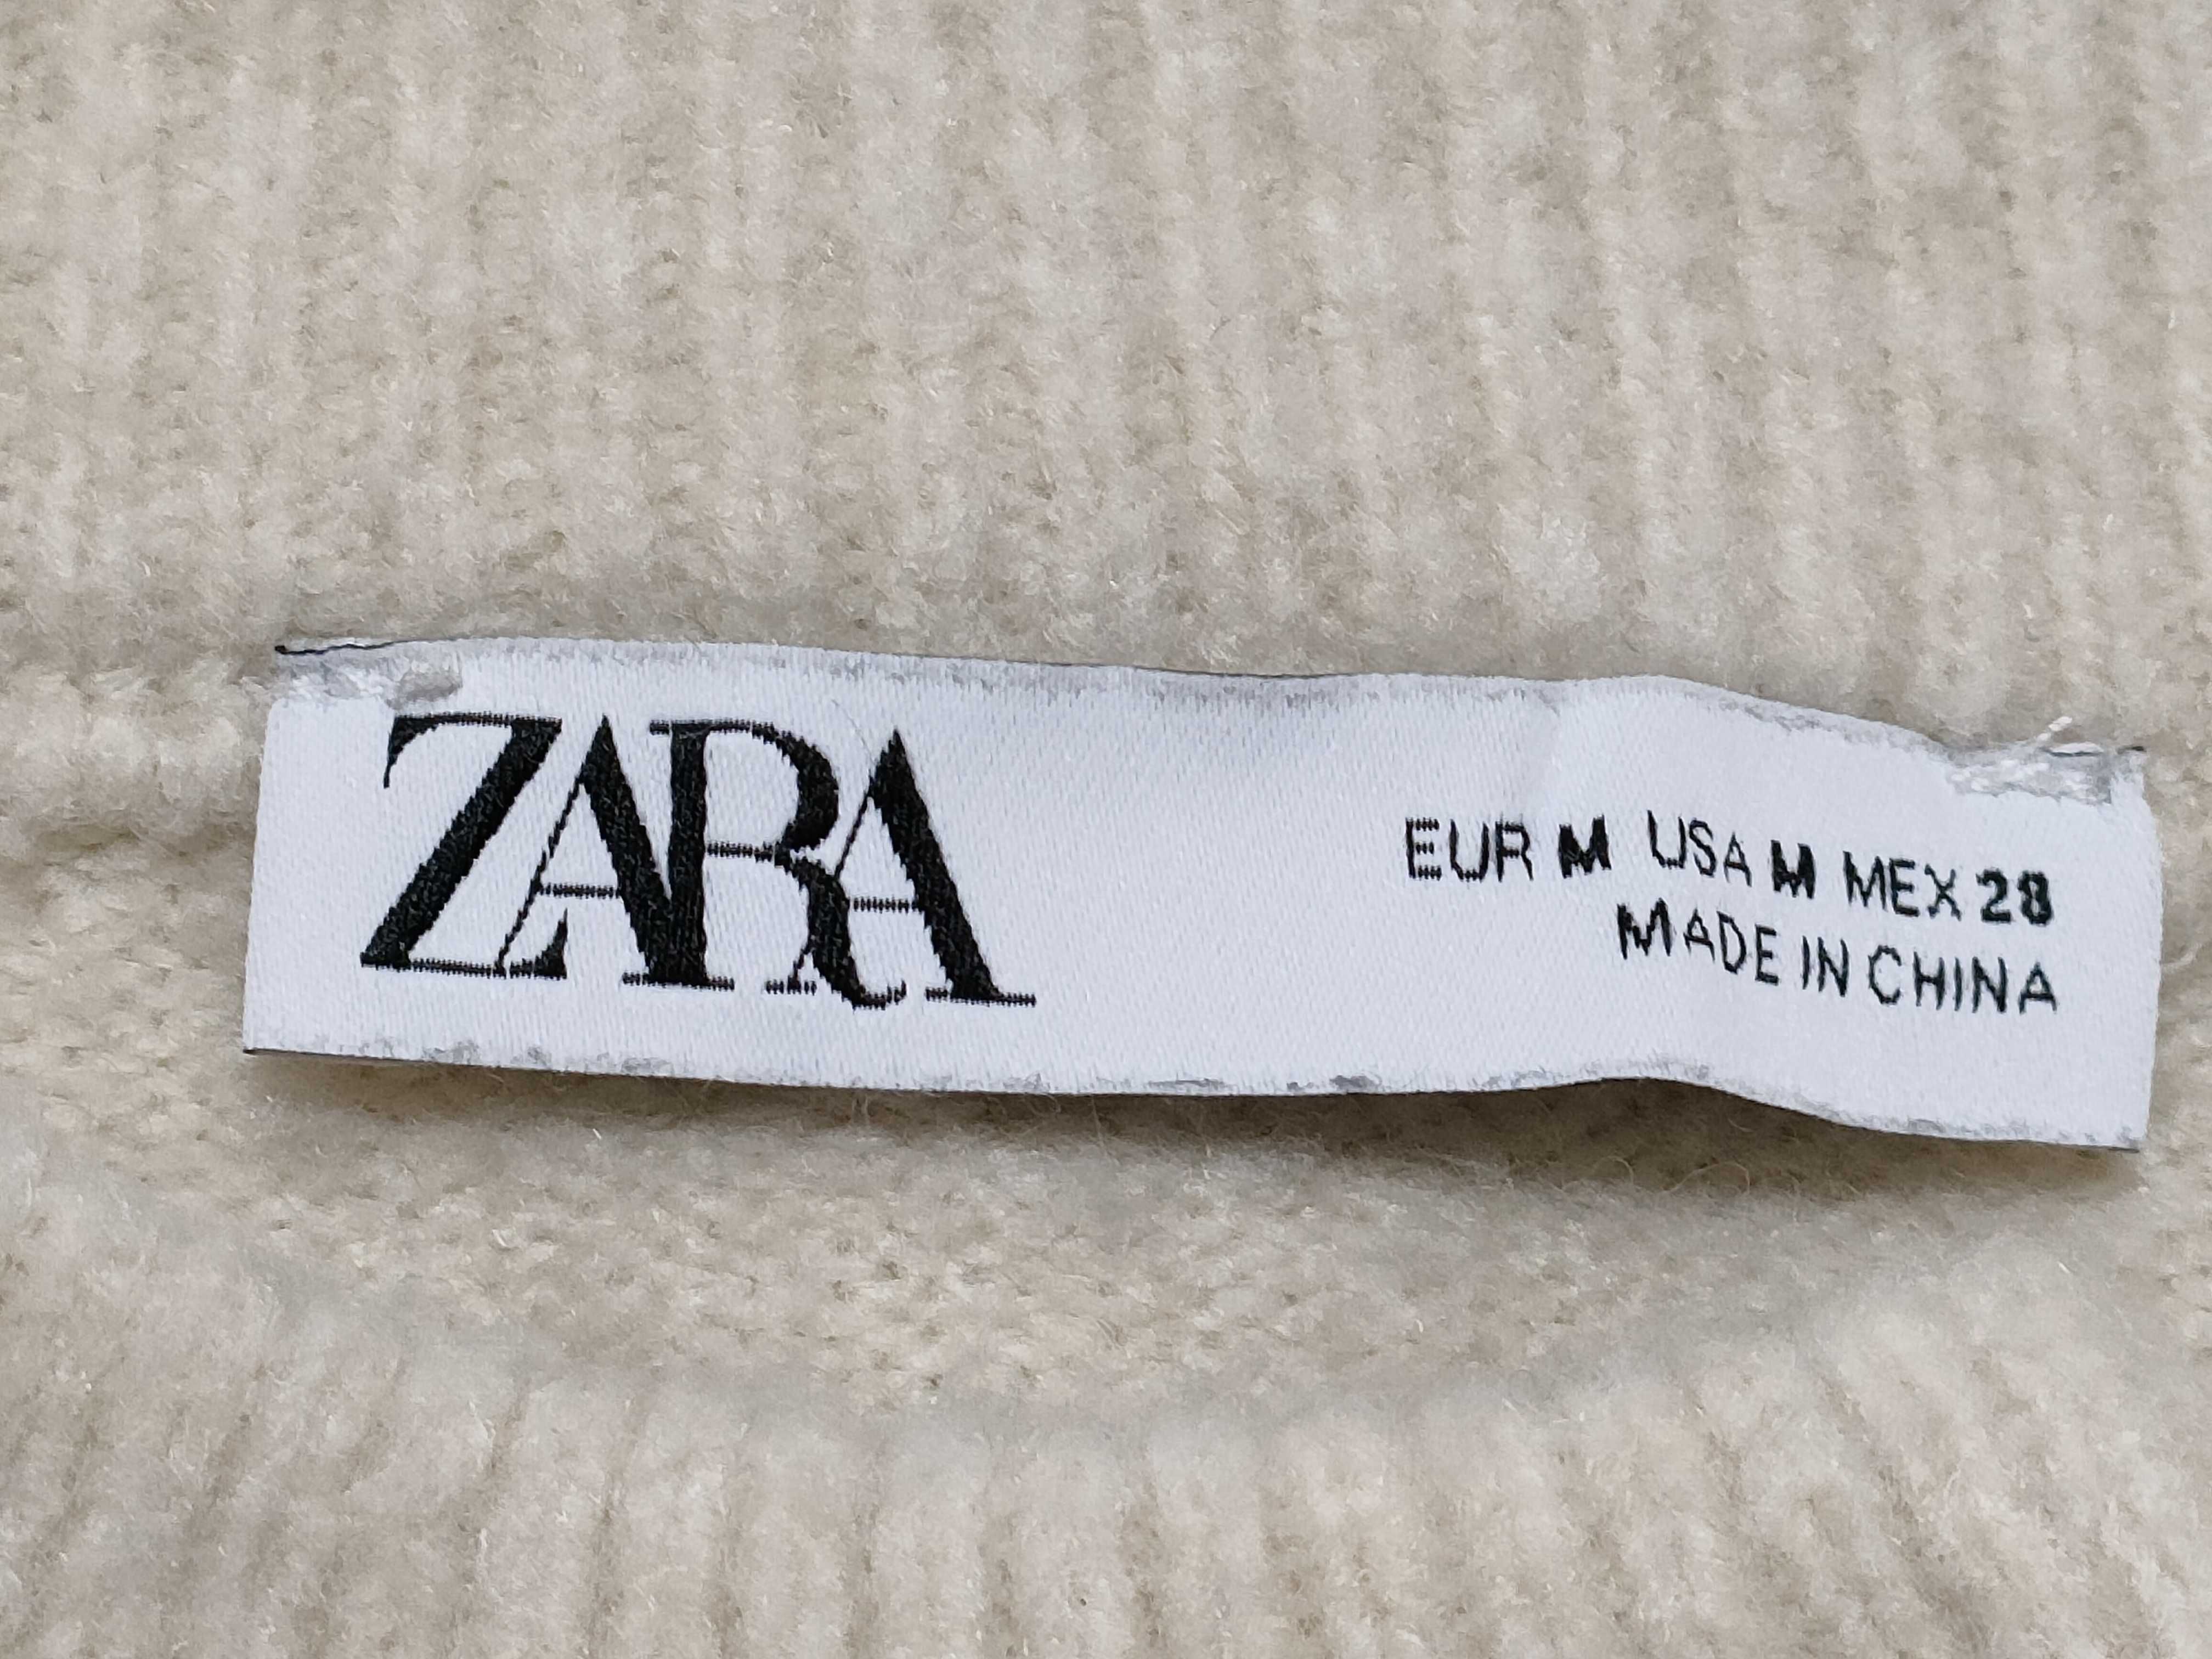 ZARA
EUR M USA M MEX 28
MADE IN CHINA